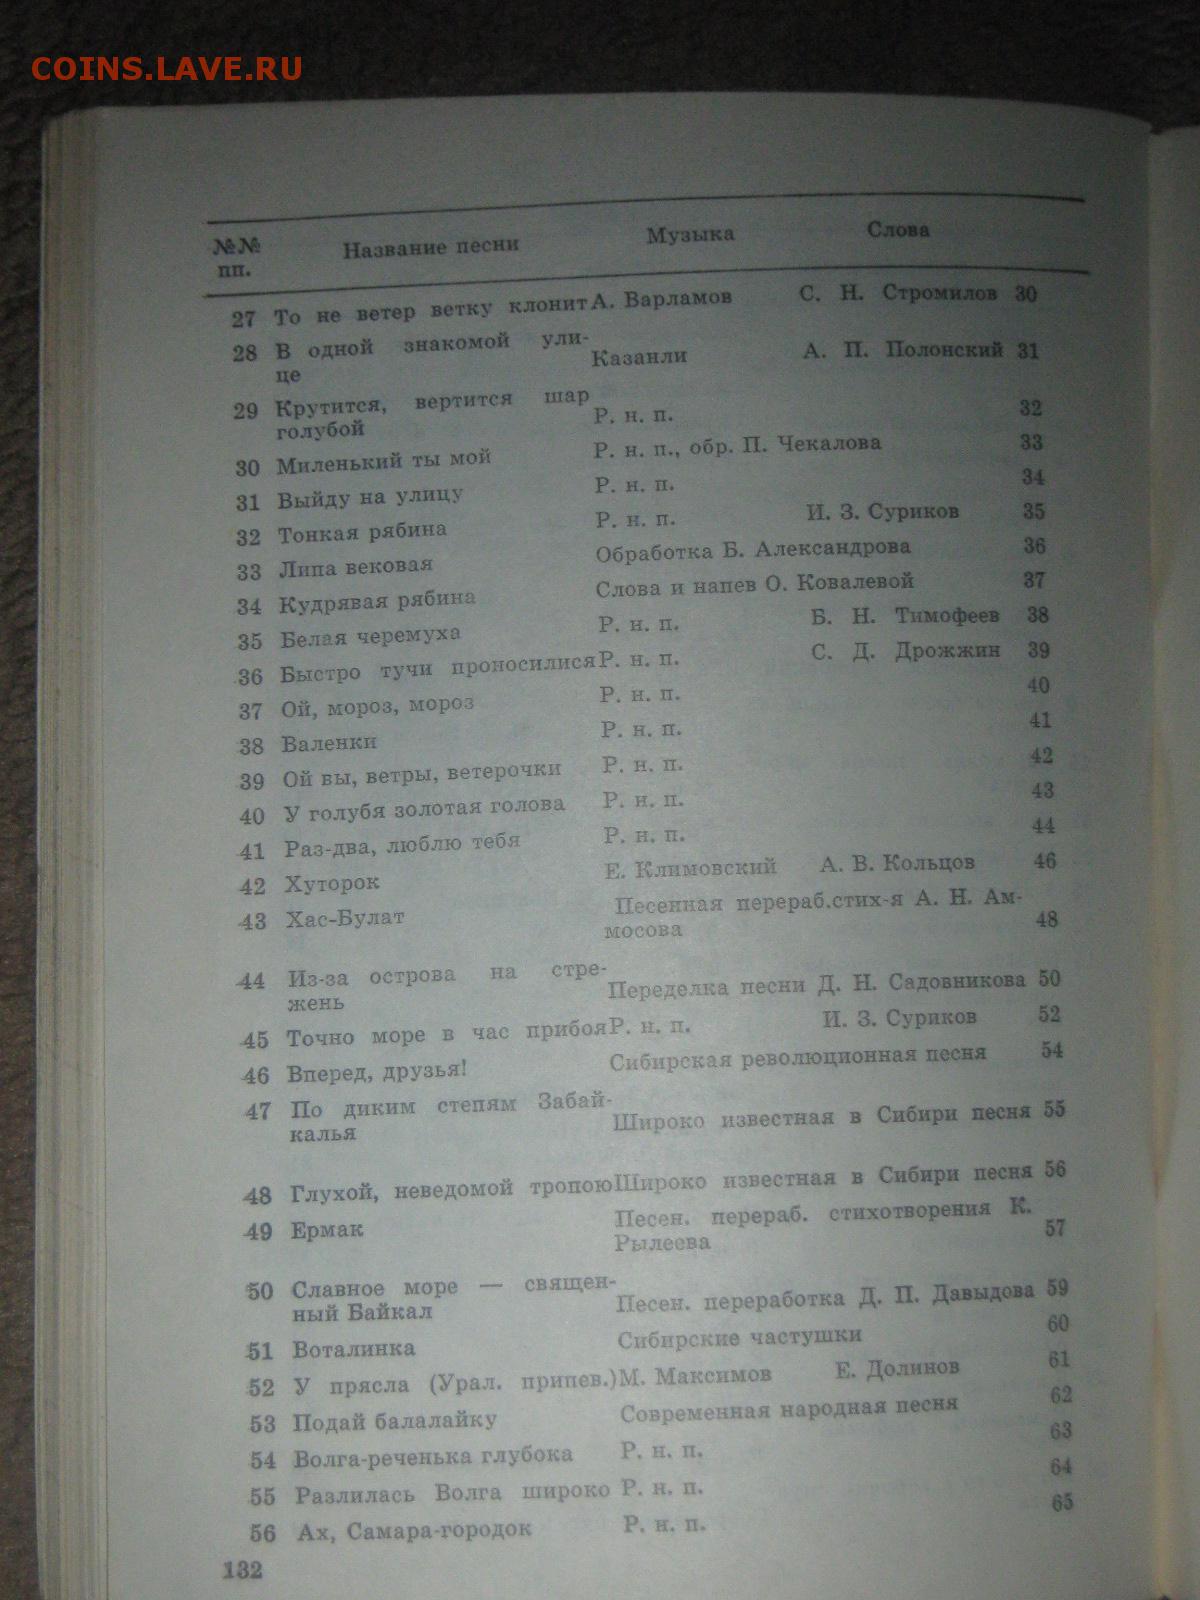 COINS.LAVE.RU
№№ пп. Название песни Музыка Слова
27 То не ветер ветку клонит А. Варламов С. Н. Стромилов 30
28 В одной знакомой ули-
це Казанли А. П. Полонский 31
29 Крутится, вертится шар
голубой Р. н. п. 32
30 Миленький ты мой Р. н. п., обр. П. Чекалова 33
31 Выйду на улицу Р. н. п. 34
32 Тонкая рябина Р. н. п. И. З. Суриков 35
33 Липа вековая Обработка Б. Александрова 36
34 Кудрявая рябина Слова и напев О. Ковалевой 37
35 Белая черемуха Р. н. п. Б. Н. Тимофеев 38
36 Быстро тучи проносилися Р. н. п. С. Д. Дрожжин 39
37 Ой, мороз, мороз Р. н. п. 40
38 Валенки Р. н. п. 41
39 Ой вы, ветры, ветерочки Р. н. п. 42
40 У голубя золотая голова Р. н. п. 43
41 Раз-два, люблю тебя Р. н. п. 44
42 Хуторок Е. Климовский А. В. Кольцов 46
43 Хас-Булат Песенная перераб.стих-я А. Н. Ам-
мосова 48
44 Из-за острова на стре-
жень Переделка песни Д. Н. Садовникова 50
45 Точно море в час прибоя Р. н. п. И. З. Суриков 52
46 Вперед, друзья! Сибирская революционная песня 54
47 По диким степям Забай-
калья Широко известная в Сибири песня 55
48 Глухой, неведомой тропою Широко известная в Сибири песня 56
49 Ермак Песен. перераб. стихотворения К.
Рылеева 57
50 Славное море — священ-
ный Байкал Песен. переработка Д. П. Давыдова 59
51 Воталинка Сибирские частушки 60
52 У прясла (Урал. припев.) М. Максимов Е. Долинов 61
53 Подай балалайку Современная народная песня 62
54 Волга-реченька глубока Р. н. п. 63
55 Разлилась Волга широко Р. н. п. 64
56 Ах, Самара-городок Р. н. п. 65
132